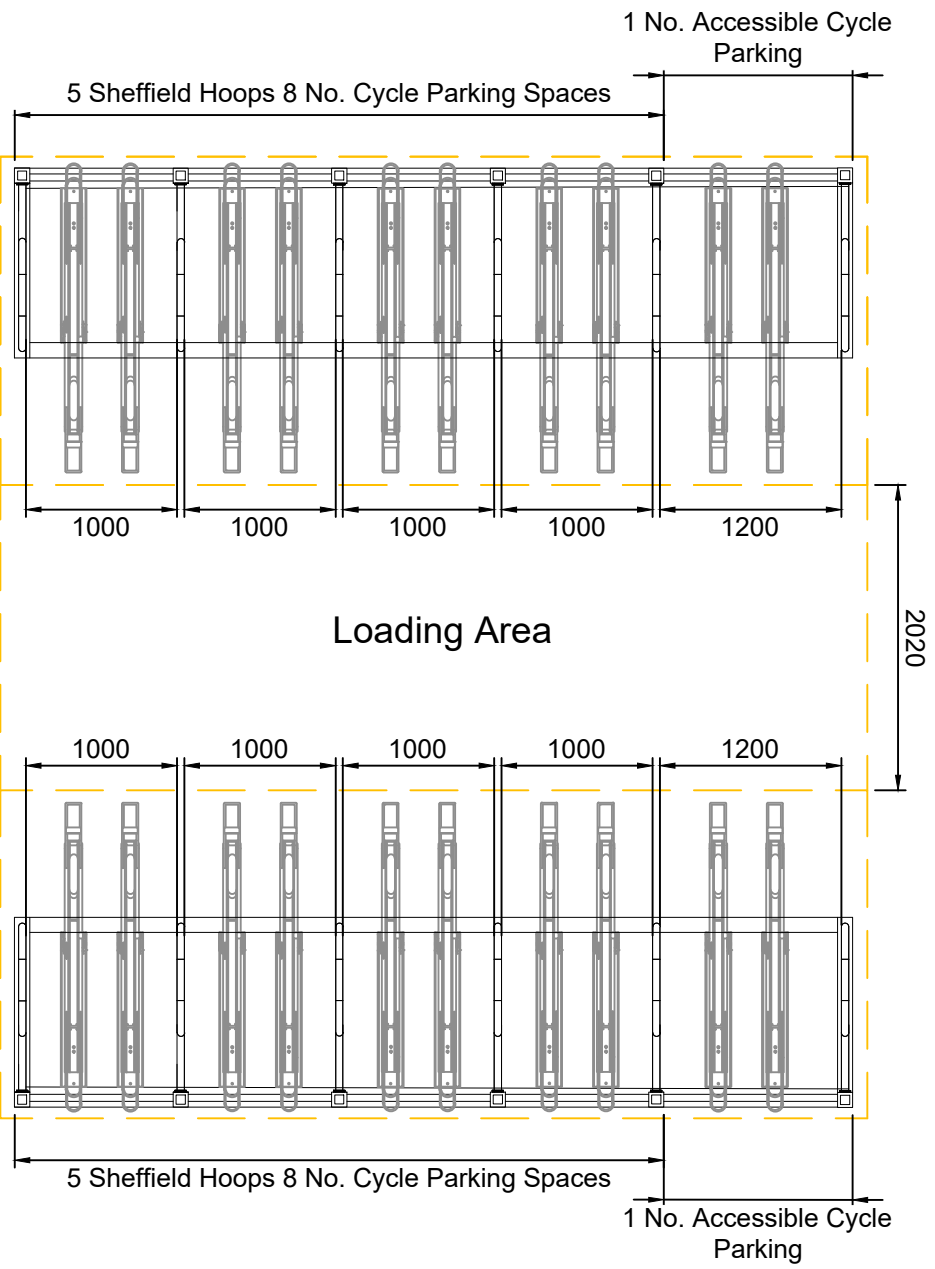 1 No. Accessible Cycle
Parking
5 Sheffield Hoops 8 No. Cycle Parking Spaces
1000
1000
1000
1000
1200
2020
Loading Area
1000
1000
1000
1000
1200
5 Sheffield Hoops 8 No. Cycle Parking Spaces
1 No. Accessible Cycle
Parking